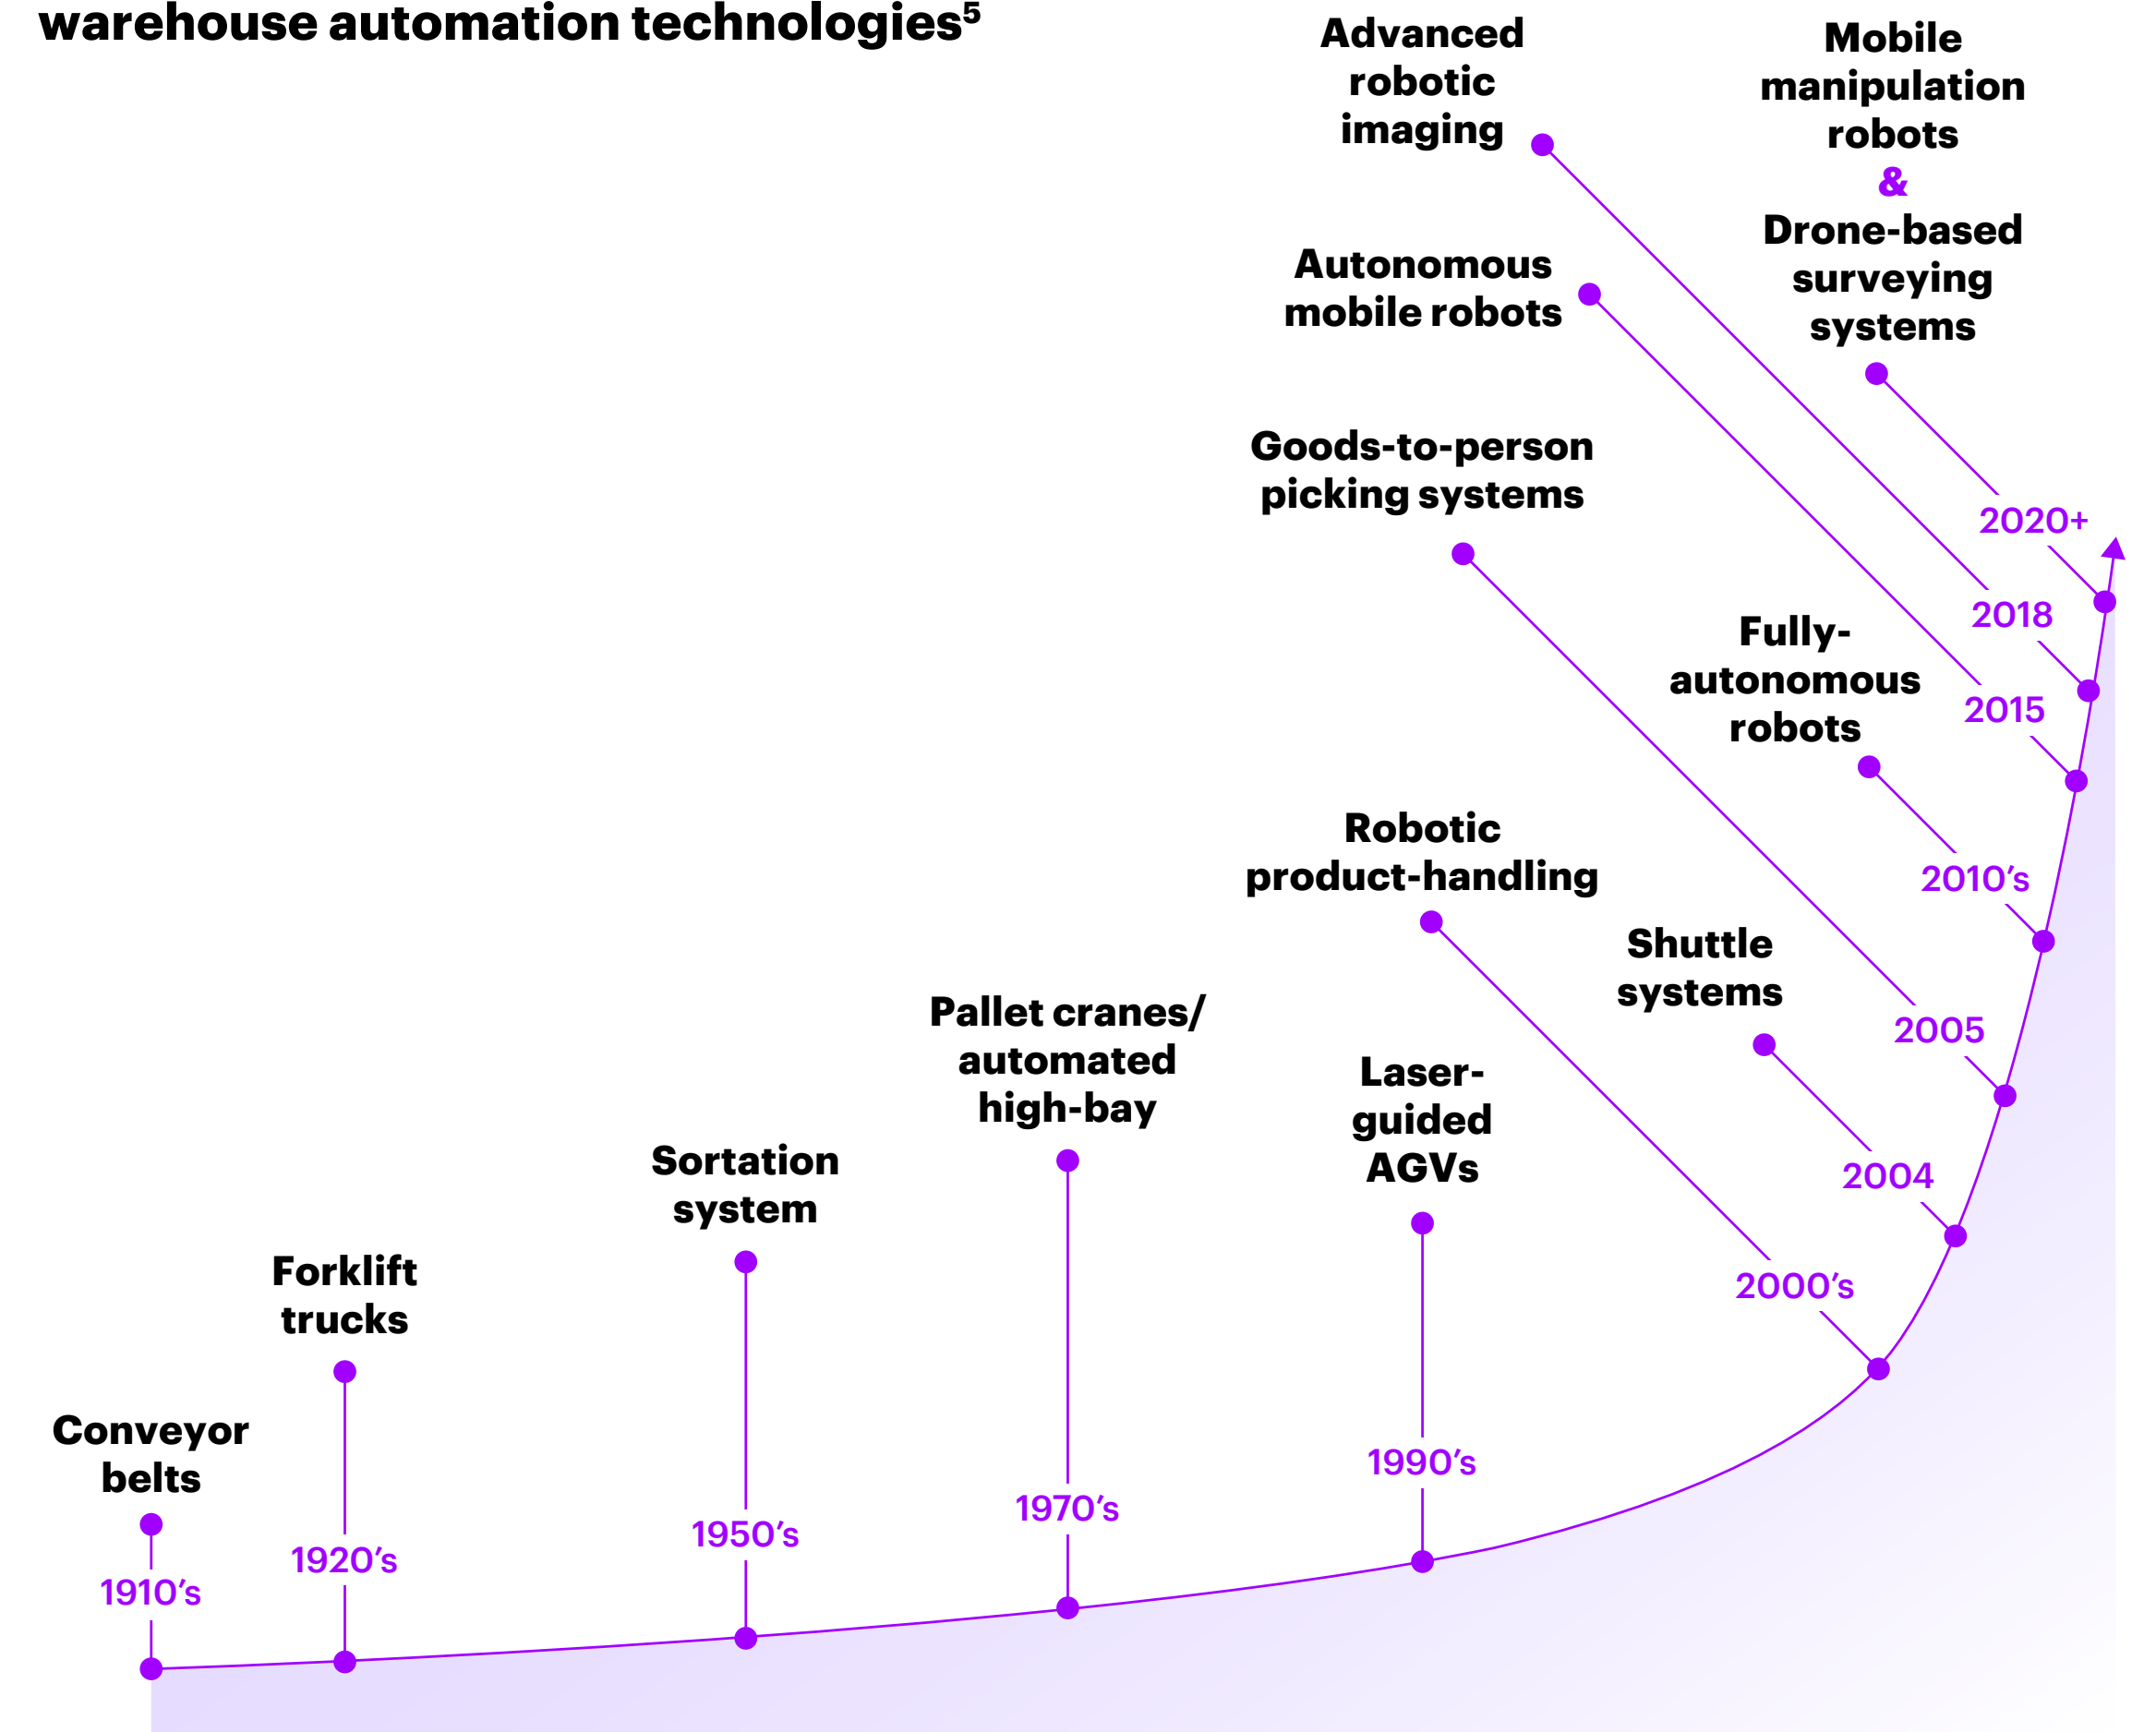 warehouse automation technologies⁵
Conveyor
belts
1910’s
Forklift
trucks
1920’s
Sortation
system
1950’s
Pallet cranes/
automated
high-bay
1970’s
Laser-
guided
AGVs
1990’s
Robotic
product-handling
2000’s
Shuttle
systems
2004
Goods-to-person
picking systems
2005
Fully-
autonomous
robots
2010’s
Autonomous
mobile robots
2015
Advanced
robotic
imaging
2018
Mobile
manipulation
robots
&
Drone-based
surveying
systems
2020+